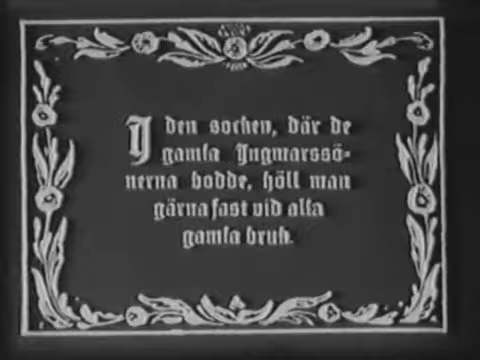 I den socken, där de
gamla Ingmarssö-
nerna bodde, höll man
gärna fast vid alla
gamla bruk.